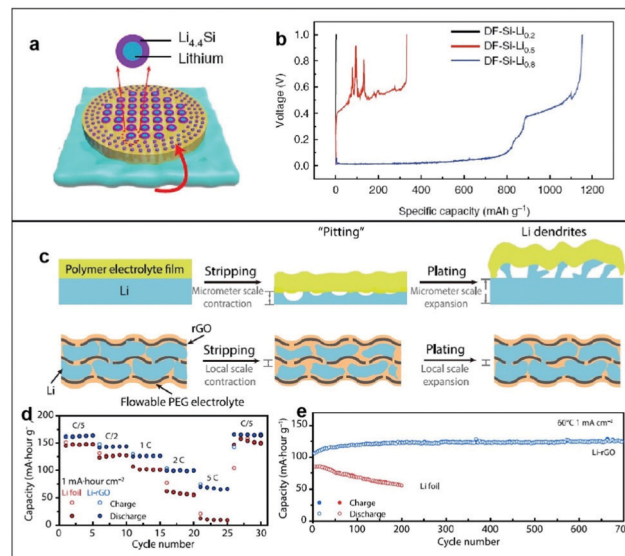 a
Li4.4Si
Lithium
b
DF-Si-Li0.2
DF-Si-Li0.5
DF-Si-Li0.8
Voltage (V)
1.0
0.8
0.6
0.4
0.2
0.0
0 200 400 600 800 1000 1200
Specific capacity (mAh g⁻¹)
c
"Pitting"
Li dendrites
Polymer electrolyte film
Li
Stripping
Micrometer scale
contraction
Plating
Micrometer scale
expansion
rGO
Li
Flowable PEG electrolyte
Stripping
Local scale
contraction
Plating
Local scale
expansion
d
Capacity (mA·hour g⁻
200
150
100
50
0
C/5
C/2
1 C
2 C
5 C
C/5
1 mA·hour cm⁻²
Li foil Li-rGO
Charge
Discharge
0 5 10 15 20 25 30
Cycle number
e
Capacity (mA·hour g⁻¹)
200
150
100
50
0
60°C 1 mA cm⁻²
Li-rGO
Li foil
Charge
Discharge
0 100 200 300 400 500 600 700
Cycle number